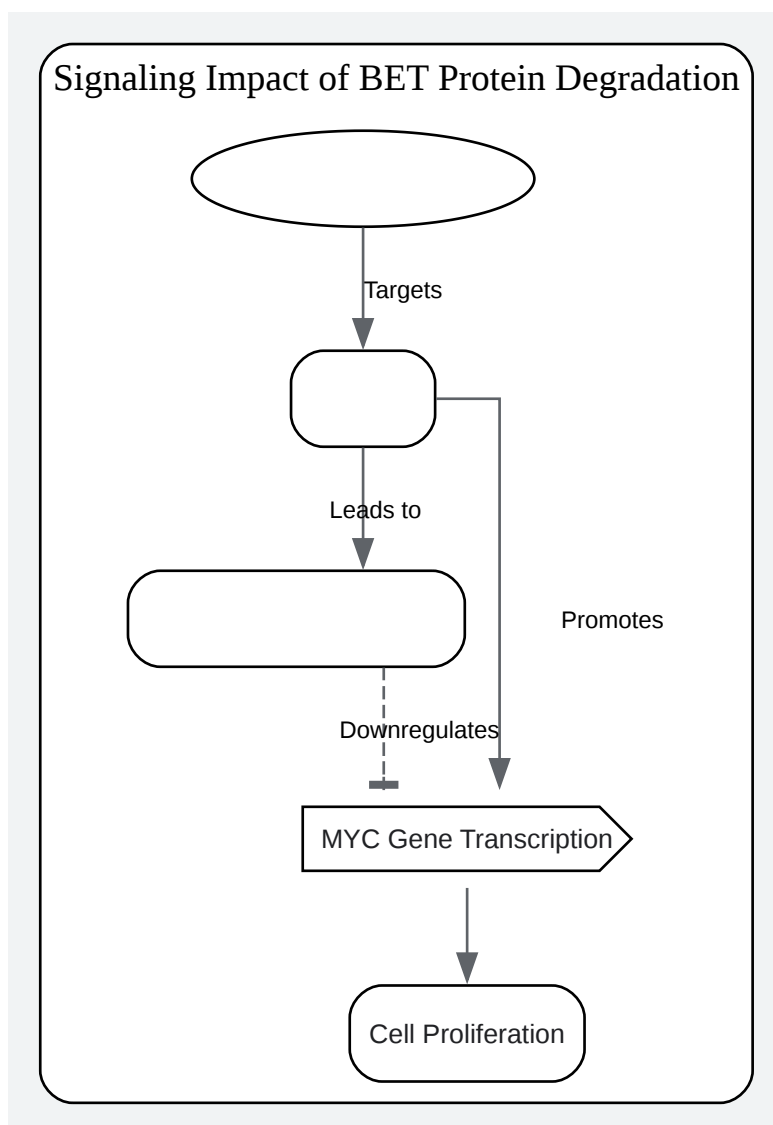 Signaling Impact of BET Protein Degradation
Targets
Leads to
Promotes
Downregulates
MYC Gene Transcription
Cell Proliferation